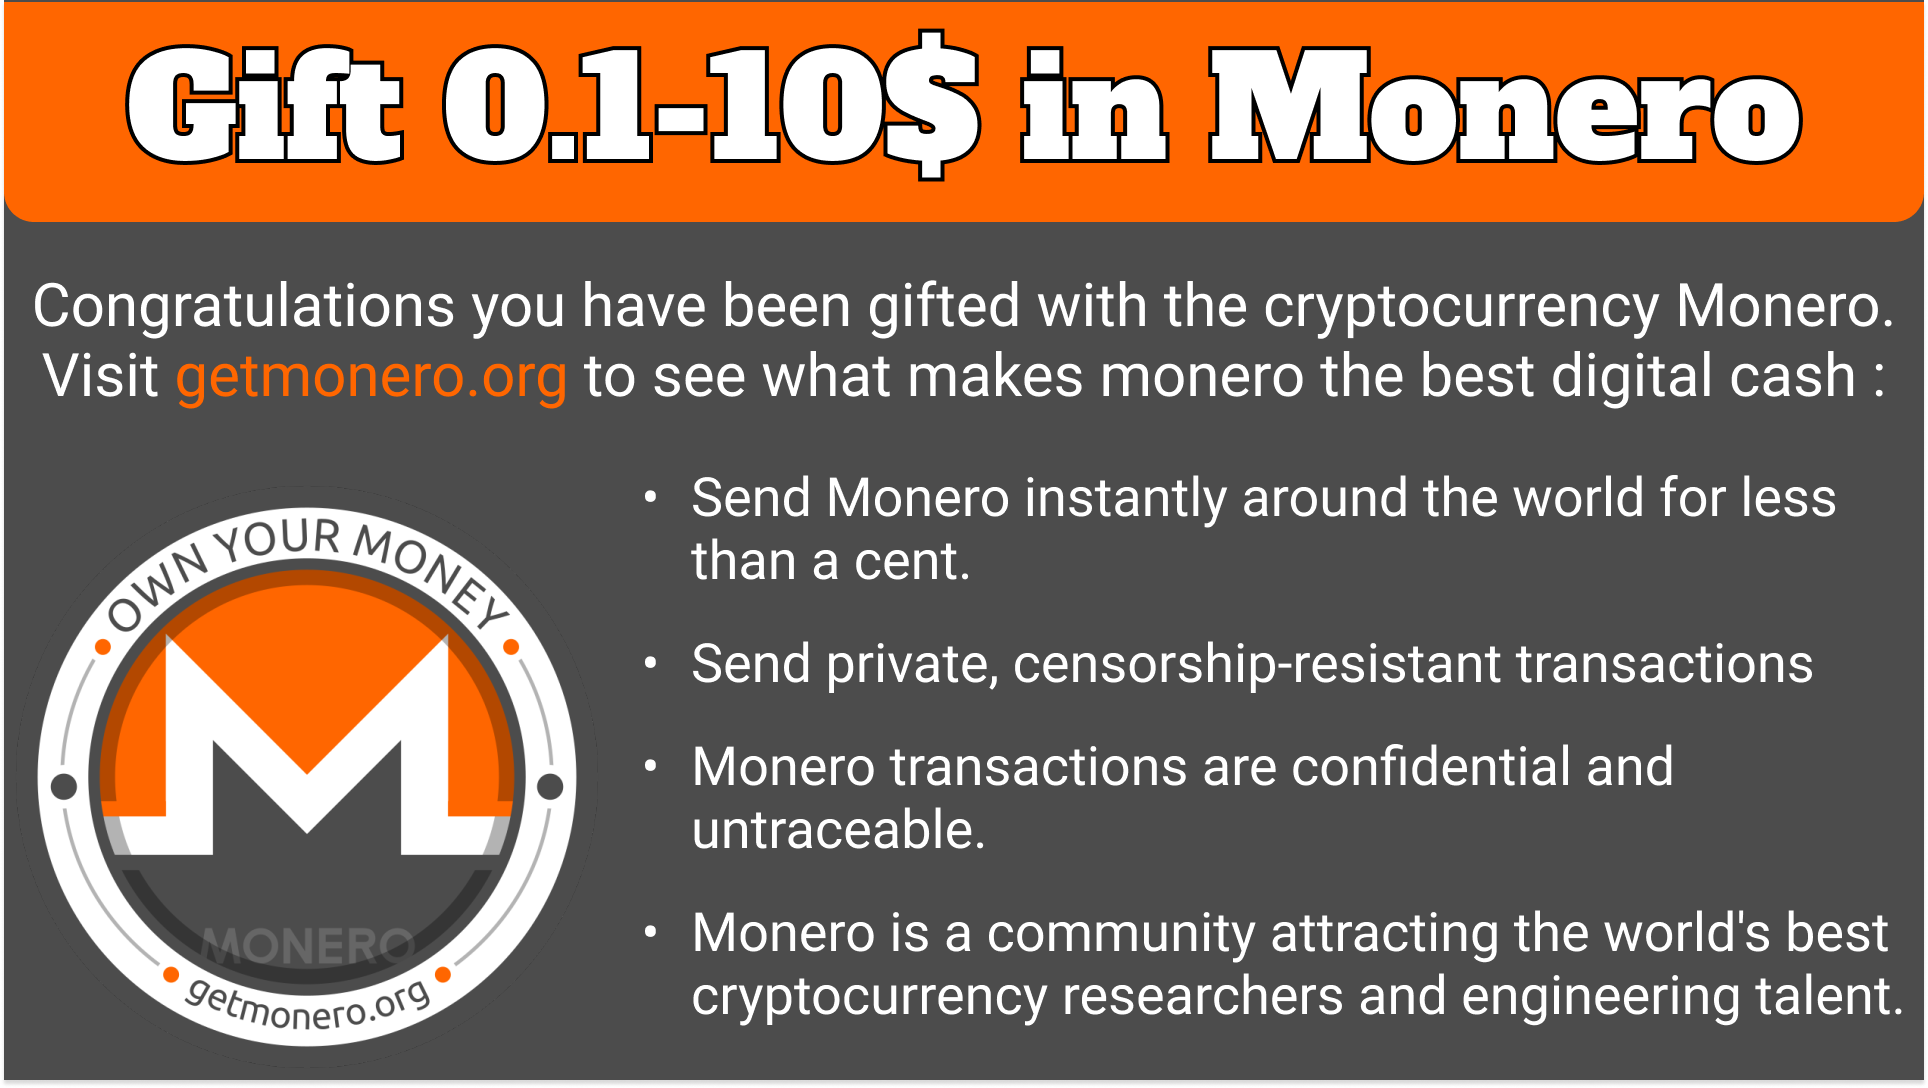 Gift 0.1-10$ in Monero
Congratulations you have been gifted with the cryptocurrency Monero.
Visit getmonero.org to see what makes monero the best digital cash :
OWN YOUR MONEY
MONERO
getmonero.org
• Send Monero instantly around the world for less
than a cent.
• Send private, censorship-resistant transactions
• Monero transactions are confidential and
untraceable.
• Monero is a community attracting the world's best
cryptocurrency researchers and engineering talent.